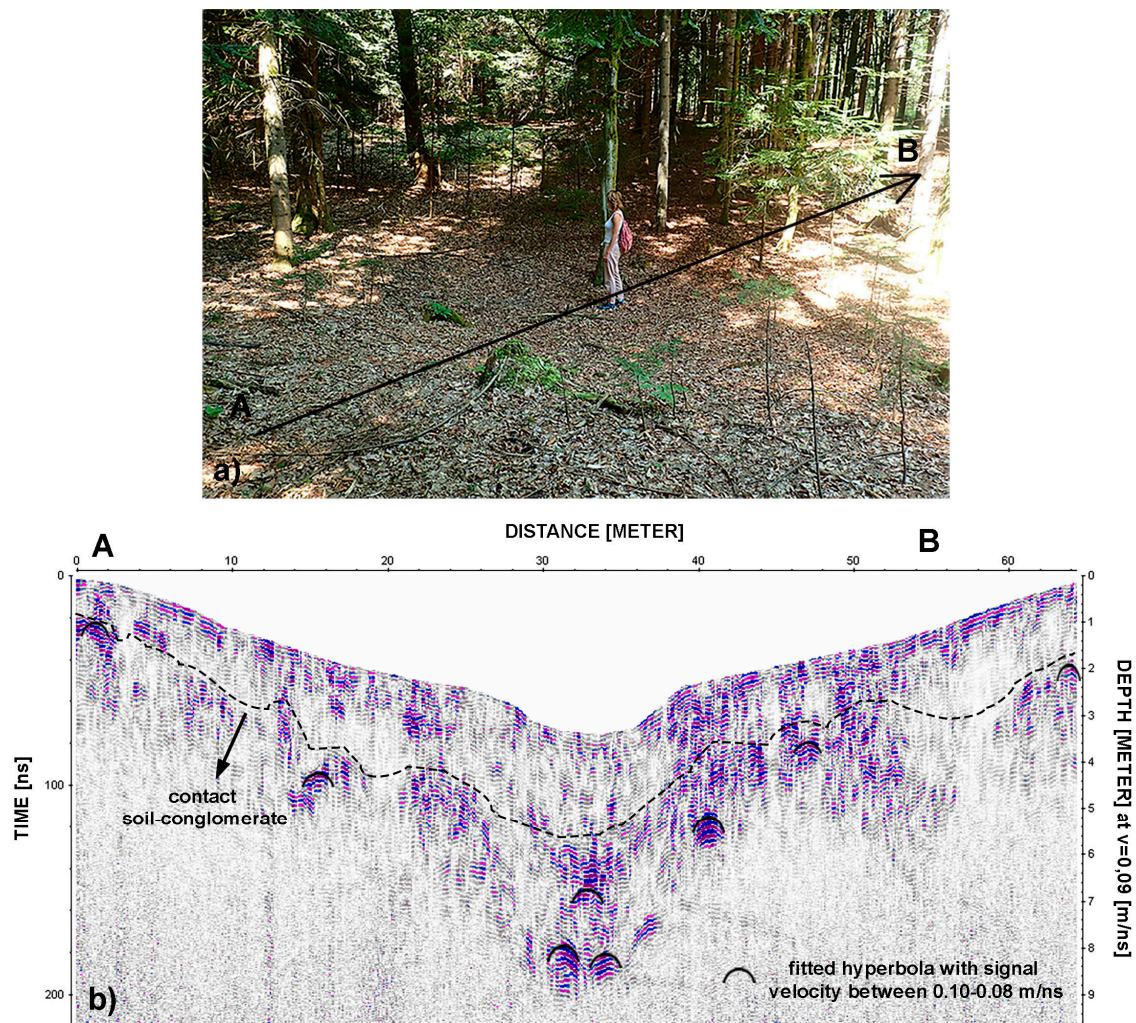 B
A
a)
DISTANCE [METER]
A
B
0 10 20 30 40 50 60
0
100
200
TIME [ns]
0
1
2
3
4
5
6
7
8
9
DEPTH [METER] at v=0,09 [m/ns]
contact
soil-conglomerate
fitted hyperbola with signal
velocity between 0.10-0.08 m/ns
b)